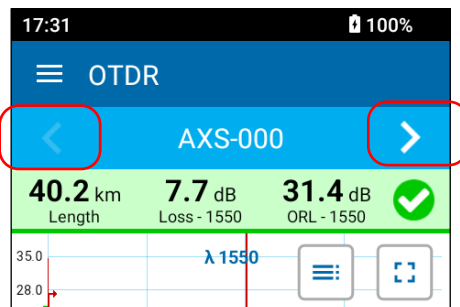 17:31 100%
OTDR
AXS-000
40.2 km 7.7 dB 31.4 dB
Length Loss - 1550 ORL - 1550
35.0 λ 1550
28.0